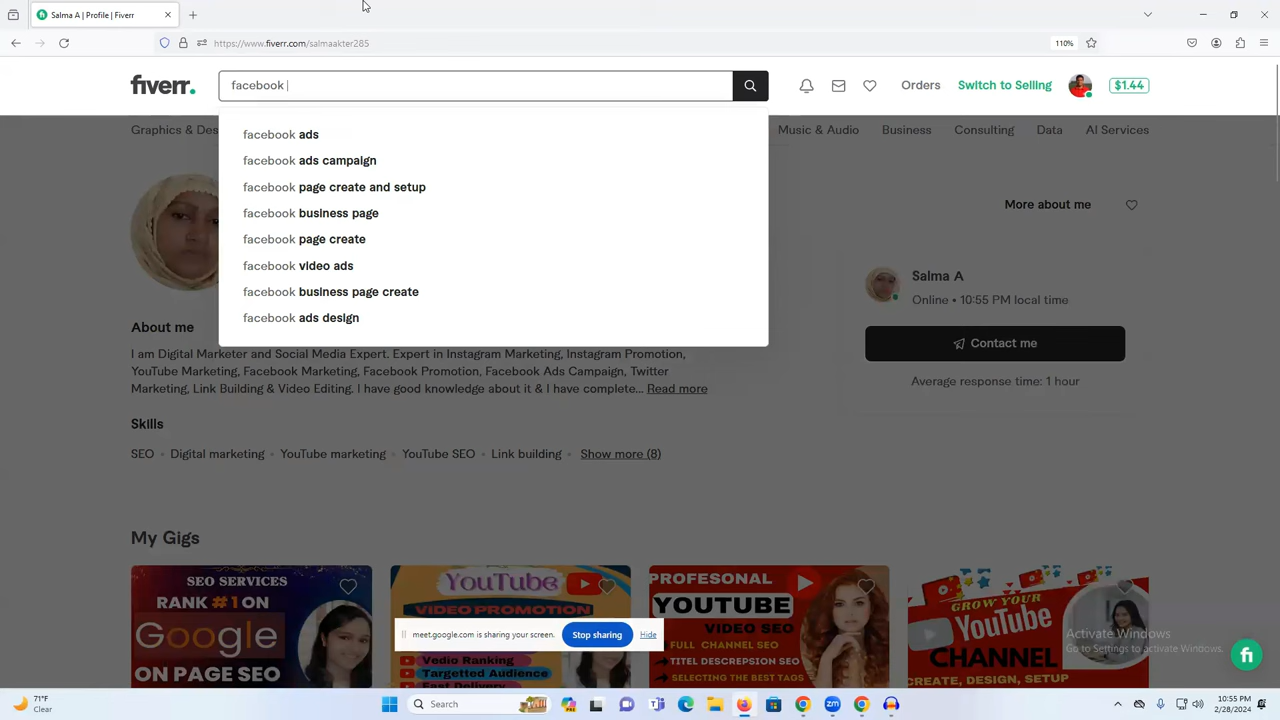 Salma A | Profile | Fiverr
https://www.fiverr.com/salmaakter285
110%
fiverr.
facebook
Orders
Switch to Selling
$1.44
Graphics & Des
Music & Audio
Business
Consulting
Data
AI Services
facebook ads
facebook ads campaign
facebook page create and setup
facebook business page
facebook page create
facebook video ads
facebook business page create
facebook ads design
More about me
Salma A
Online • 10:55 PM local time
Contact me
Average response time: 1 hour
About me
I am Digital Marketer and Social Media Expert. Expert in Instagram Marketing, Instagram Promotion,
YouTube Marketing, Facebook Marketing, Facebook Promotion, Facebook Ads Campaign, Twitter
Marketing, Link Building & Video Editing. I have good knowledge about it & I have complete... Read more
Skills
SEO • Digital marketing • YouTube marketing • YouTube SEO • Link building • Show more (8)
My Gigs
SEO SERVICES
RANK #1 ON
Google
ON PAGE SEO
YouTube
VIDEO PROMOTION
Vedio Ranking
Targetted Audience
Fast Delivery
PROFESONAL
YOUTUBE
VIDEO SEO
FULL CHANNEL SEO
TITEL DESCREPSION SEO
SELECTING THE BEST TAGS
GROW YOUR
YouTube
CHANNEL
CREATE, DESIGN, SETUP
meet.google.com is sharing your screen.
Stop sharing
Hide
Activate Windows
Go to Settings to activate Windows.
fi
71°F
Clear
Search
10:55 PM
2/28/2024